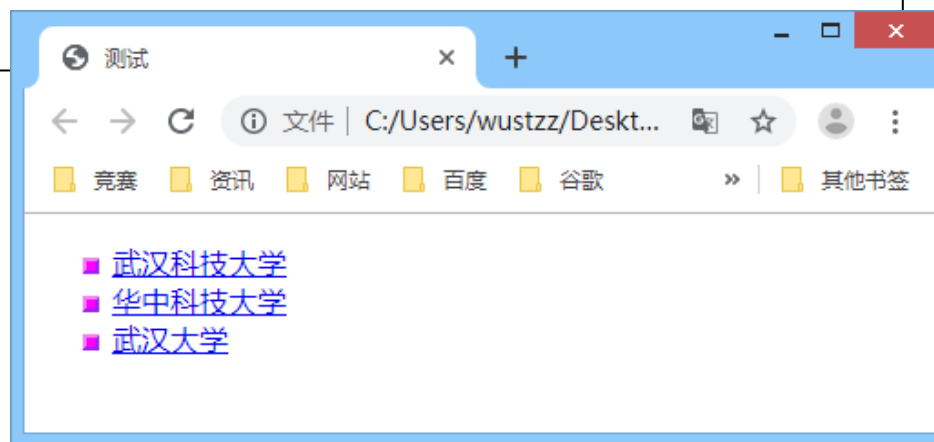 测试
文件 C:/Users/wustzz/Deskt...
竞赛 资讯 网站 百度 谷歌 » 其他书签
武汉科技大学
华中科技大学
武汉大学